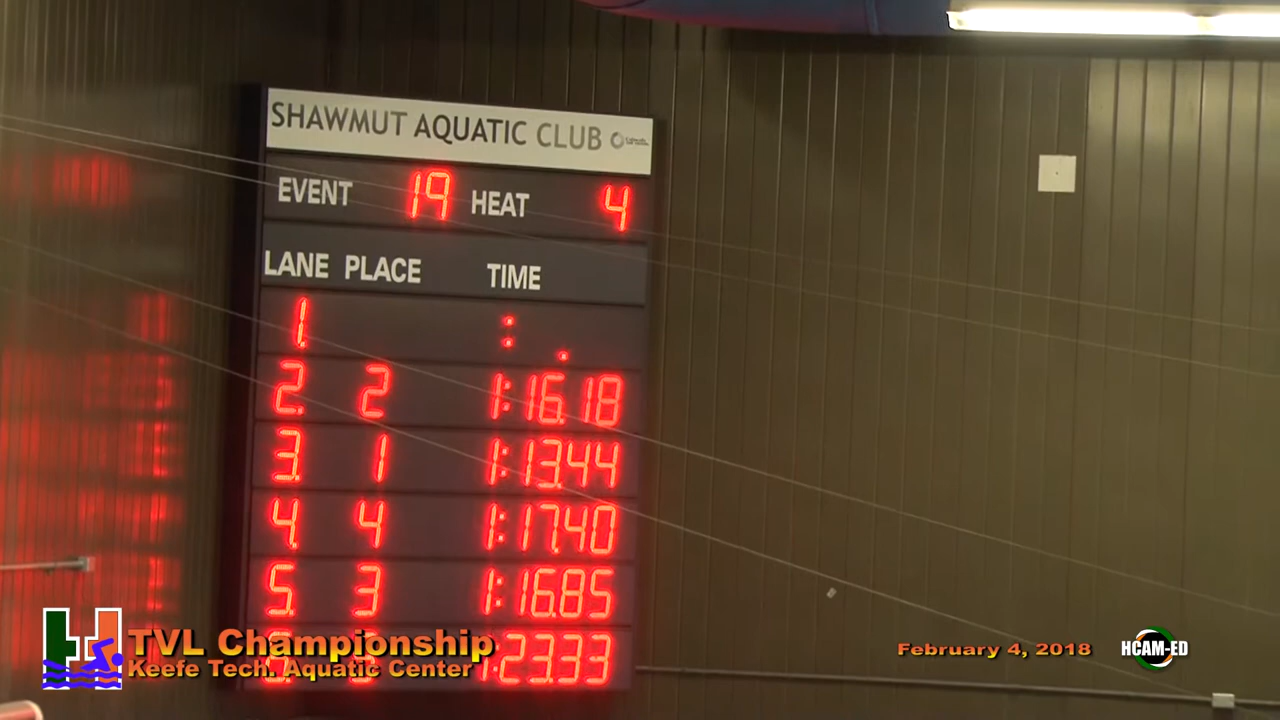 SHAWMUT AQUATIC CLUB
EVENT 19 HEAT 4
LANE PLACE TIME
1 : .
2 2 1:16.18
3 1 1:13.44
4 4 1:17.40
5 3 1:16.85
1:23.33
TVL Championship
Keefe Tech. Aquatic Center
February 4, 2018
HCAM-ED